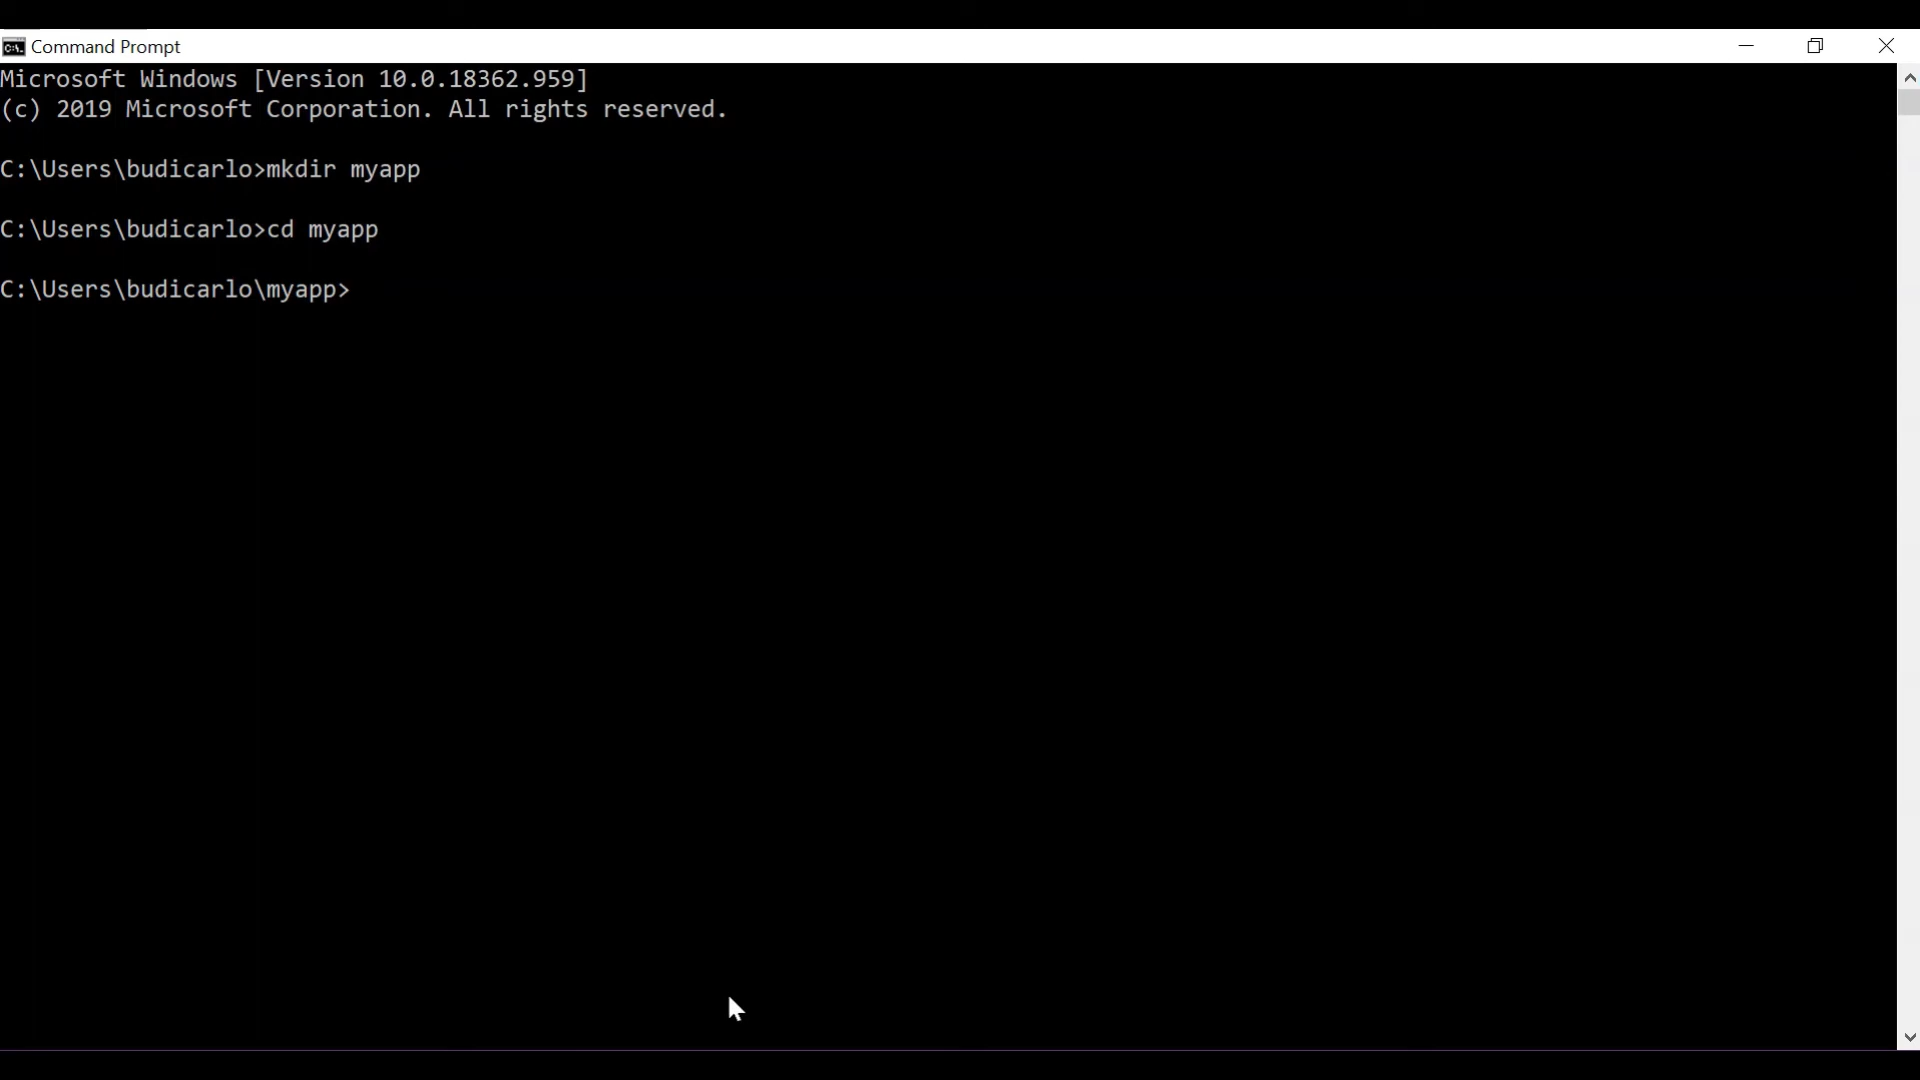 Command Prompt
Microsoft Windows [Version 10.0.18362.959]
(c) 2019 Microsoft Corporation. All rights reserved.
C:\Users\budicarlo>mkdir myapp
C:\Users\budicarlo>cd myapp
C:\Users\budicarlo\myapp>